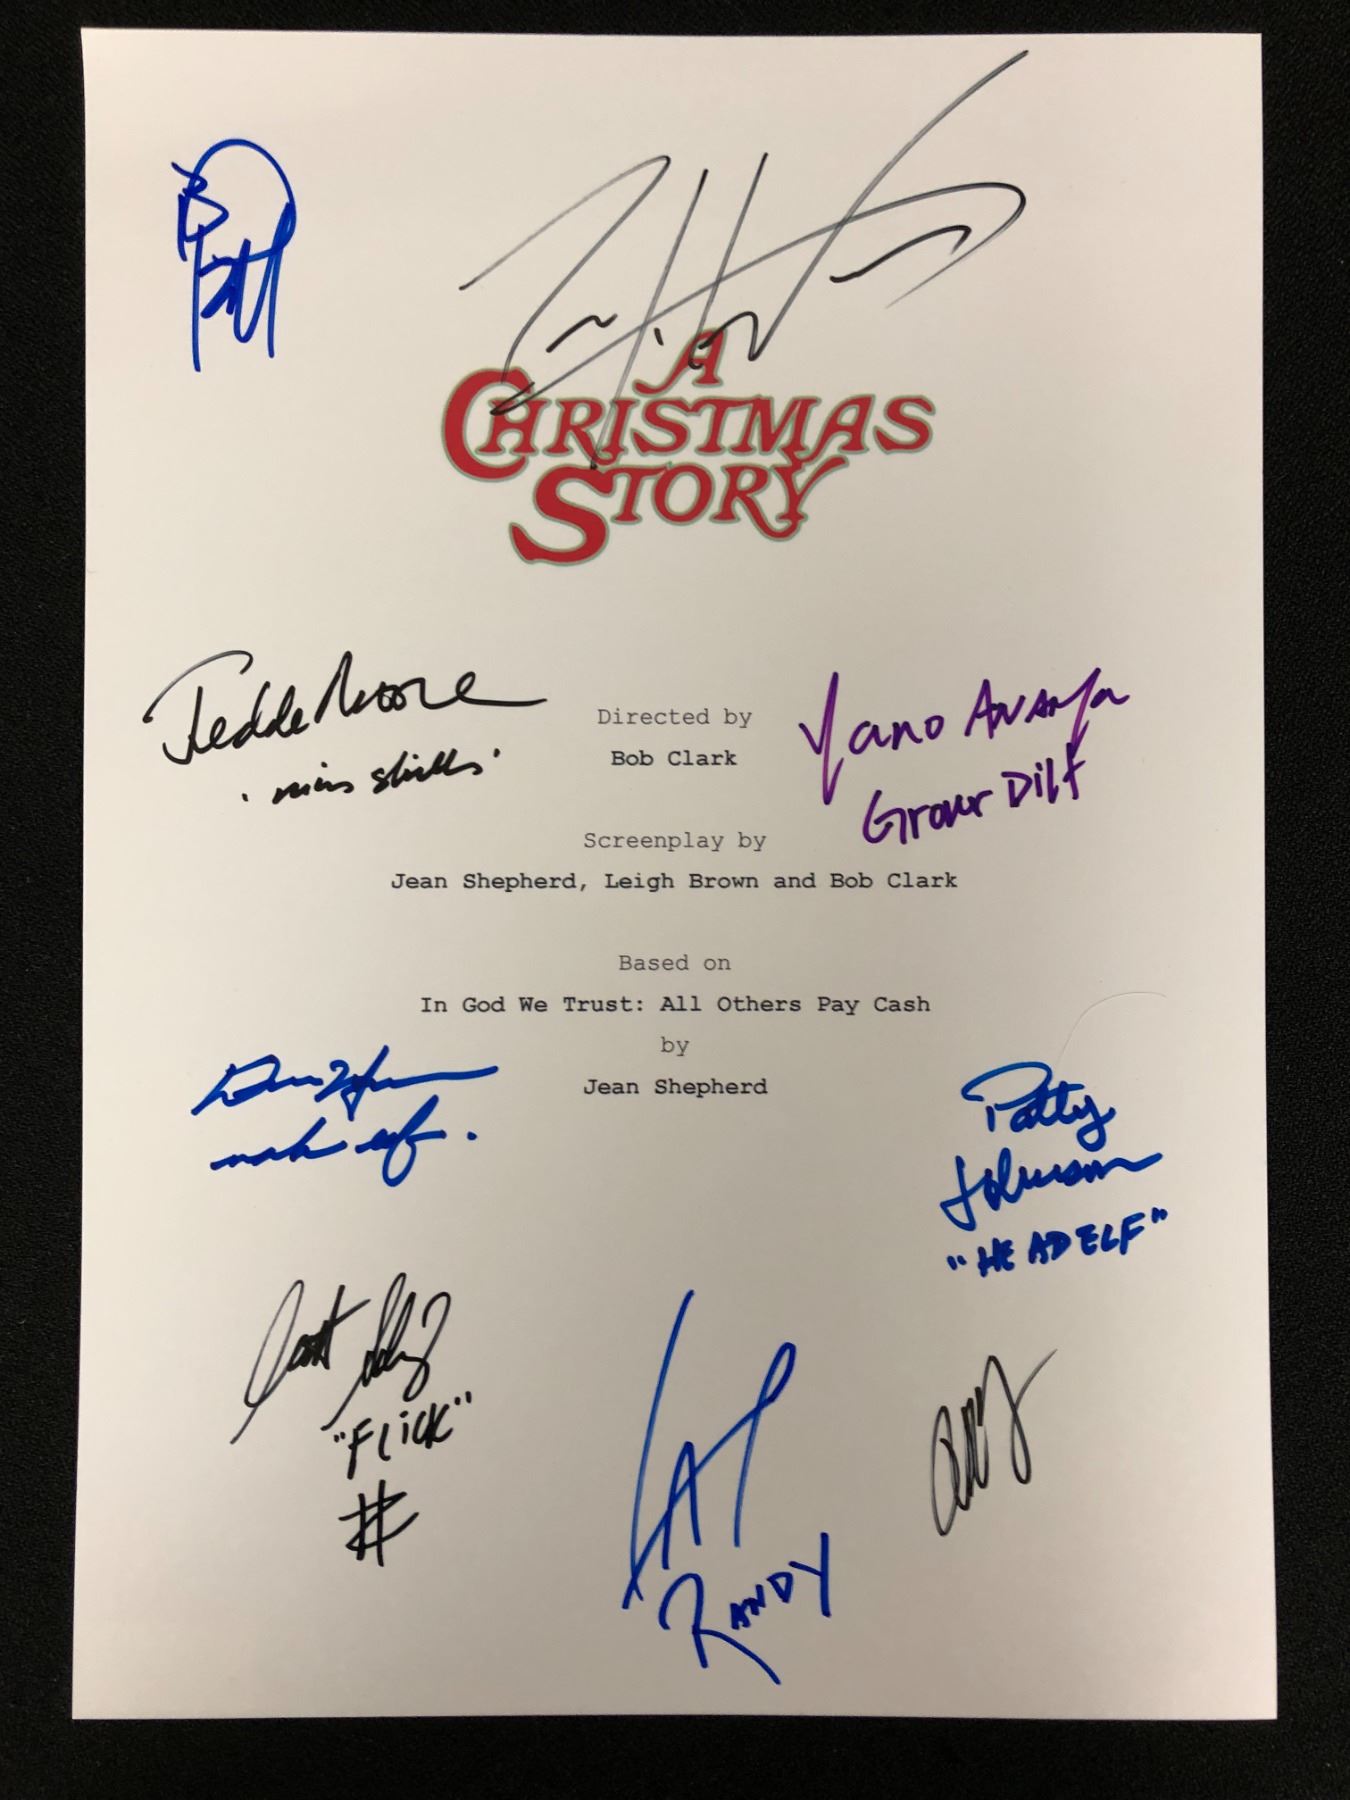 A
CHRISTMAS
STORY
Tedde Moore
'miss shields'
Directed by
Bob Clark
Yano Anaya
Grover Dill
Screenplay by
Jean Shepherd, Leigh Brown and Bob Clark
Based on
In God We Trust: All Others Pay Cash
by
Jean Shepherd
Patty
Johnson
"HEAD ELF"
"FLICK"
#
RANDY